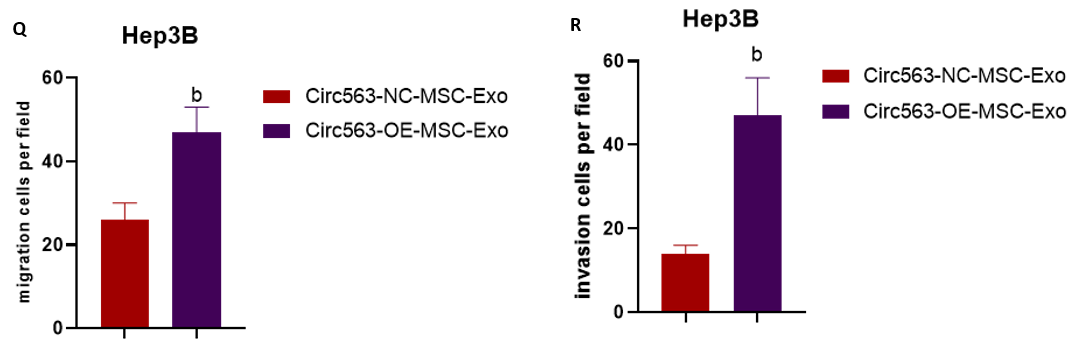 Q
Hep3B
migration cells per field
60
40
20
0
b
Circ563-NC-MSC-Exo
Circ563-OE-MSC-Exo
R
Hep3B
invasion cells per field
60
40
20
0
b
Circ563-NC-MSC-Exo
Circ563-OE-MSC-Exo